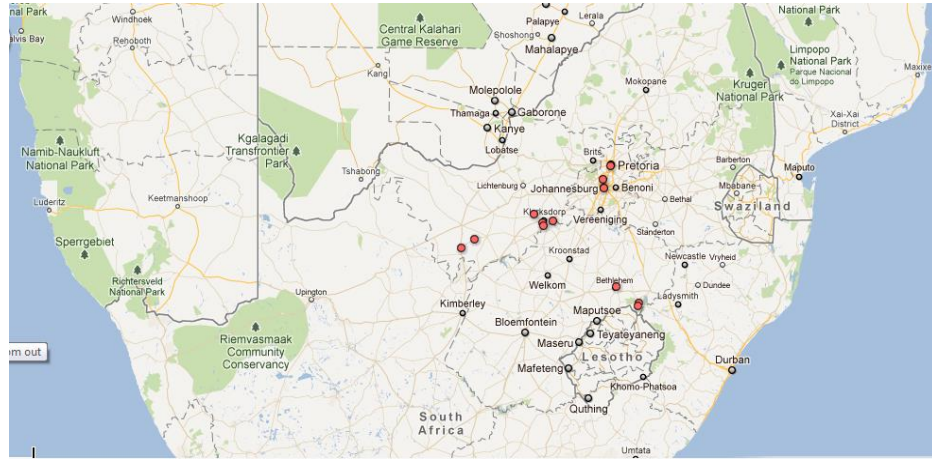 nal Park
Windhoek
Rehoboth
alvis Bay
Central Kalahari
Game Reserve
Palapye
Lerala
Shoshong
Mahalapye
National
Park
Limpopo
National Park
Parque Nacional
do Limpopo
Maxixe
Kang
Mokopane
Kruger
National Park
Molepolole
Thamaga
Gaborone
Kanye
Lobatse
Xai-Xai
District
Kgalagadi
Transfrontier
Park
Namib-Naukluft
National Park
Tshabong
Brits
Pretoria
Barberton
Maputo
Lichtenburg
Johannesburg
Benoni
Mbabane
Swaziland
Luderitz
Keetmanshoop
Bethal
Klerksdorp
Vereeniging
Standerton
Sperrgebiet
Kroonstad
Newcastle
Vryheid
Richtersveld
National Park
Upington
Welkom
Bethlehem
Dundee
Ladysmith
Kimberley
Maputsoe
Bloemfontein
Teyateyaneng
Riemvasmaak
Community
Conservancy
Maseru
Lesotho
om out
Mafeteng
Durban
Khomo-Phatsoa
Quthing
South
Africa
Umtata